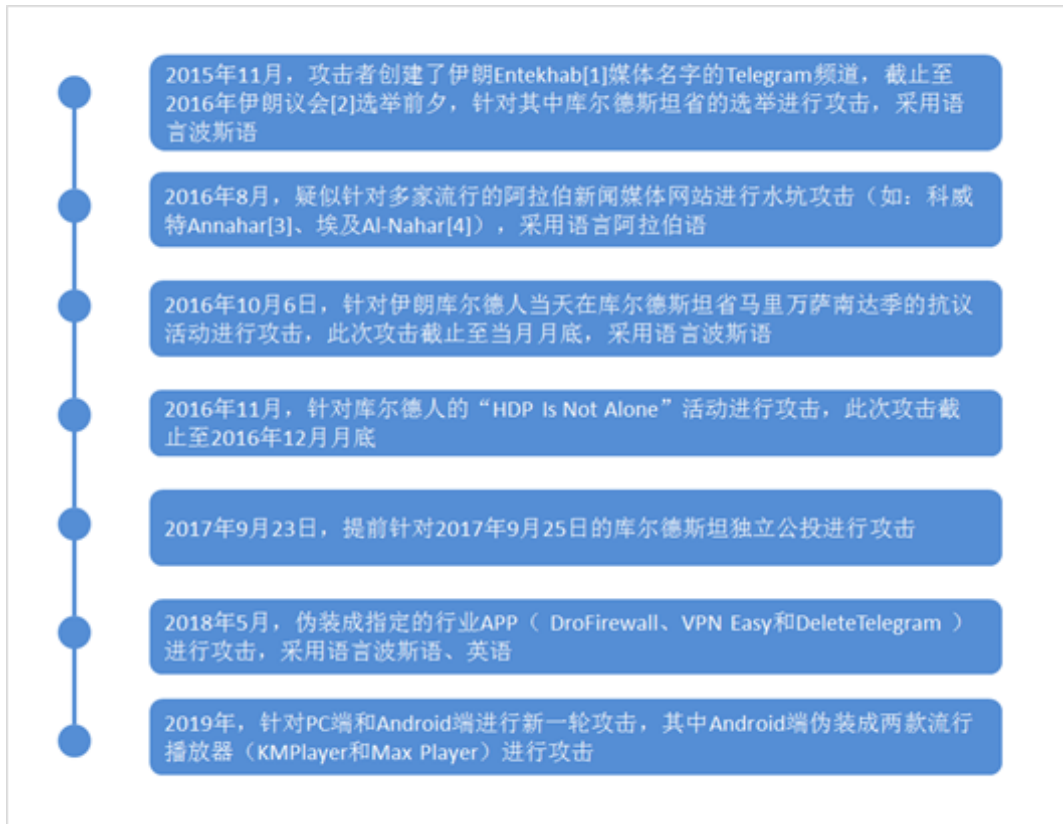 2015年11月，攻击者创建了伊朗Entekhab[1]媒体名字的Telegram频道，截止至
2016年伊朗议会[2]选举前夕，针对其中库尔德斯坦省的选举进行攻击，采用语
言波斯语
2016年8月，疑似针对多家流行的阿拉伯新闻媒体网站进行水坑攻击（如：科威
特Annahar[3]、埃及Al-Nahar[4]），采用语言阿拉伯语
2016年10月6日，针对伊朗库尔德人当天在库尔德斯坦省马里万萨南达季的抗议
活动进行攻击，此次攻击截止至当月月底，采用语言波斯语
2016年11月，针对库尔德人的“HDP Is Not Alone”活动进行攻击，此次攻击截
止至2016年12月月底
2017年9月23日，提前针对2017年9月25日的库尔德斯坦独立公投进行攻击
2018年5月，伪装成指定的行业APP（ DroFirewall、VPN Easy和DeleteTelegram ）
进行攻击，采用语言波斯语、英语
2019年，针对PC端和Android端进行新一轮攻击，其中Android端伪装成两款流行
播放器（KMPlayer和Max Player）进行攻击